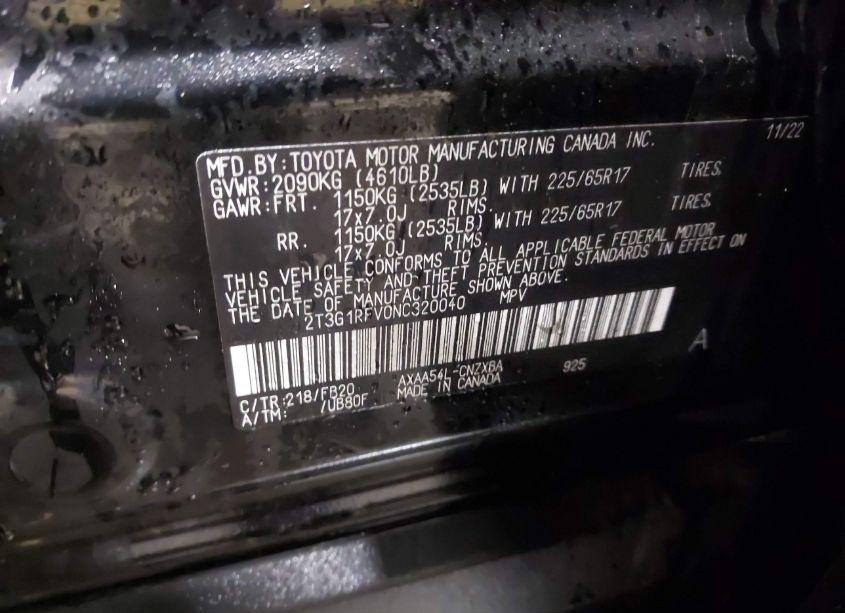 MFD.BY:TOYOTA MOTOR MANUFACTURING CANADA INC. 11/22
GVWR:2090KG (4610LB)
GAWR:FRT. 1150KG (2535LB) WITH 225/65R17 TIRES,
17x7.0J RIMS,
RR. 1150KG (2535LB) WITH 225/65R17 TIRES,
17x7.0J RIMS,
THIS VEHICLE CONFORMS TO ALL APPLICABLE FEDERAL MOTOR
VEHICLE SAFETY AND THEFT PREVENTION STANDARDS IN EFFECT ON
THE DATE OF MANUFACTURE SHOWN ABOVE.
2T3G1RFV0NC320040 MPV
A
C/TR:218/FB20 AXAA54L-CNZXBA 925
A/TM: /UB80F MADE IN CANADA